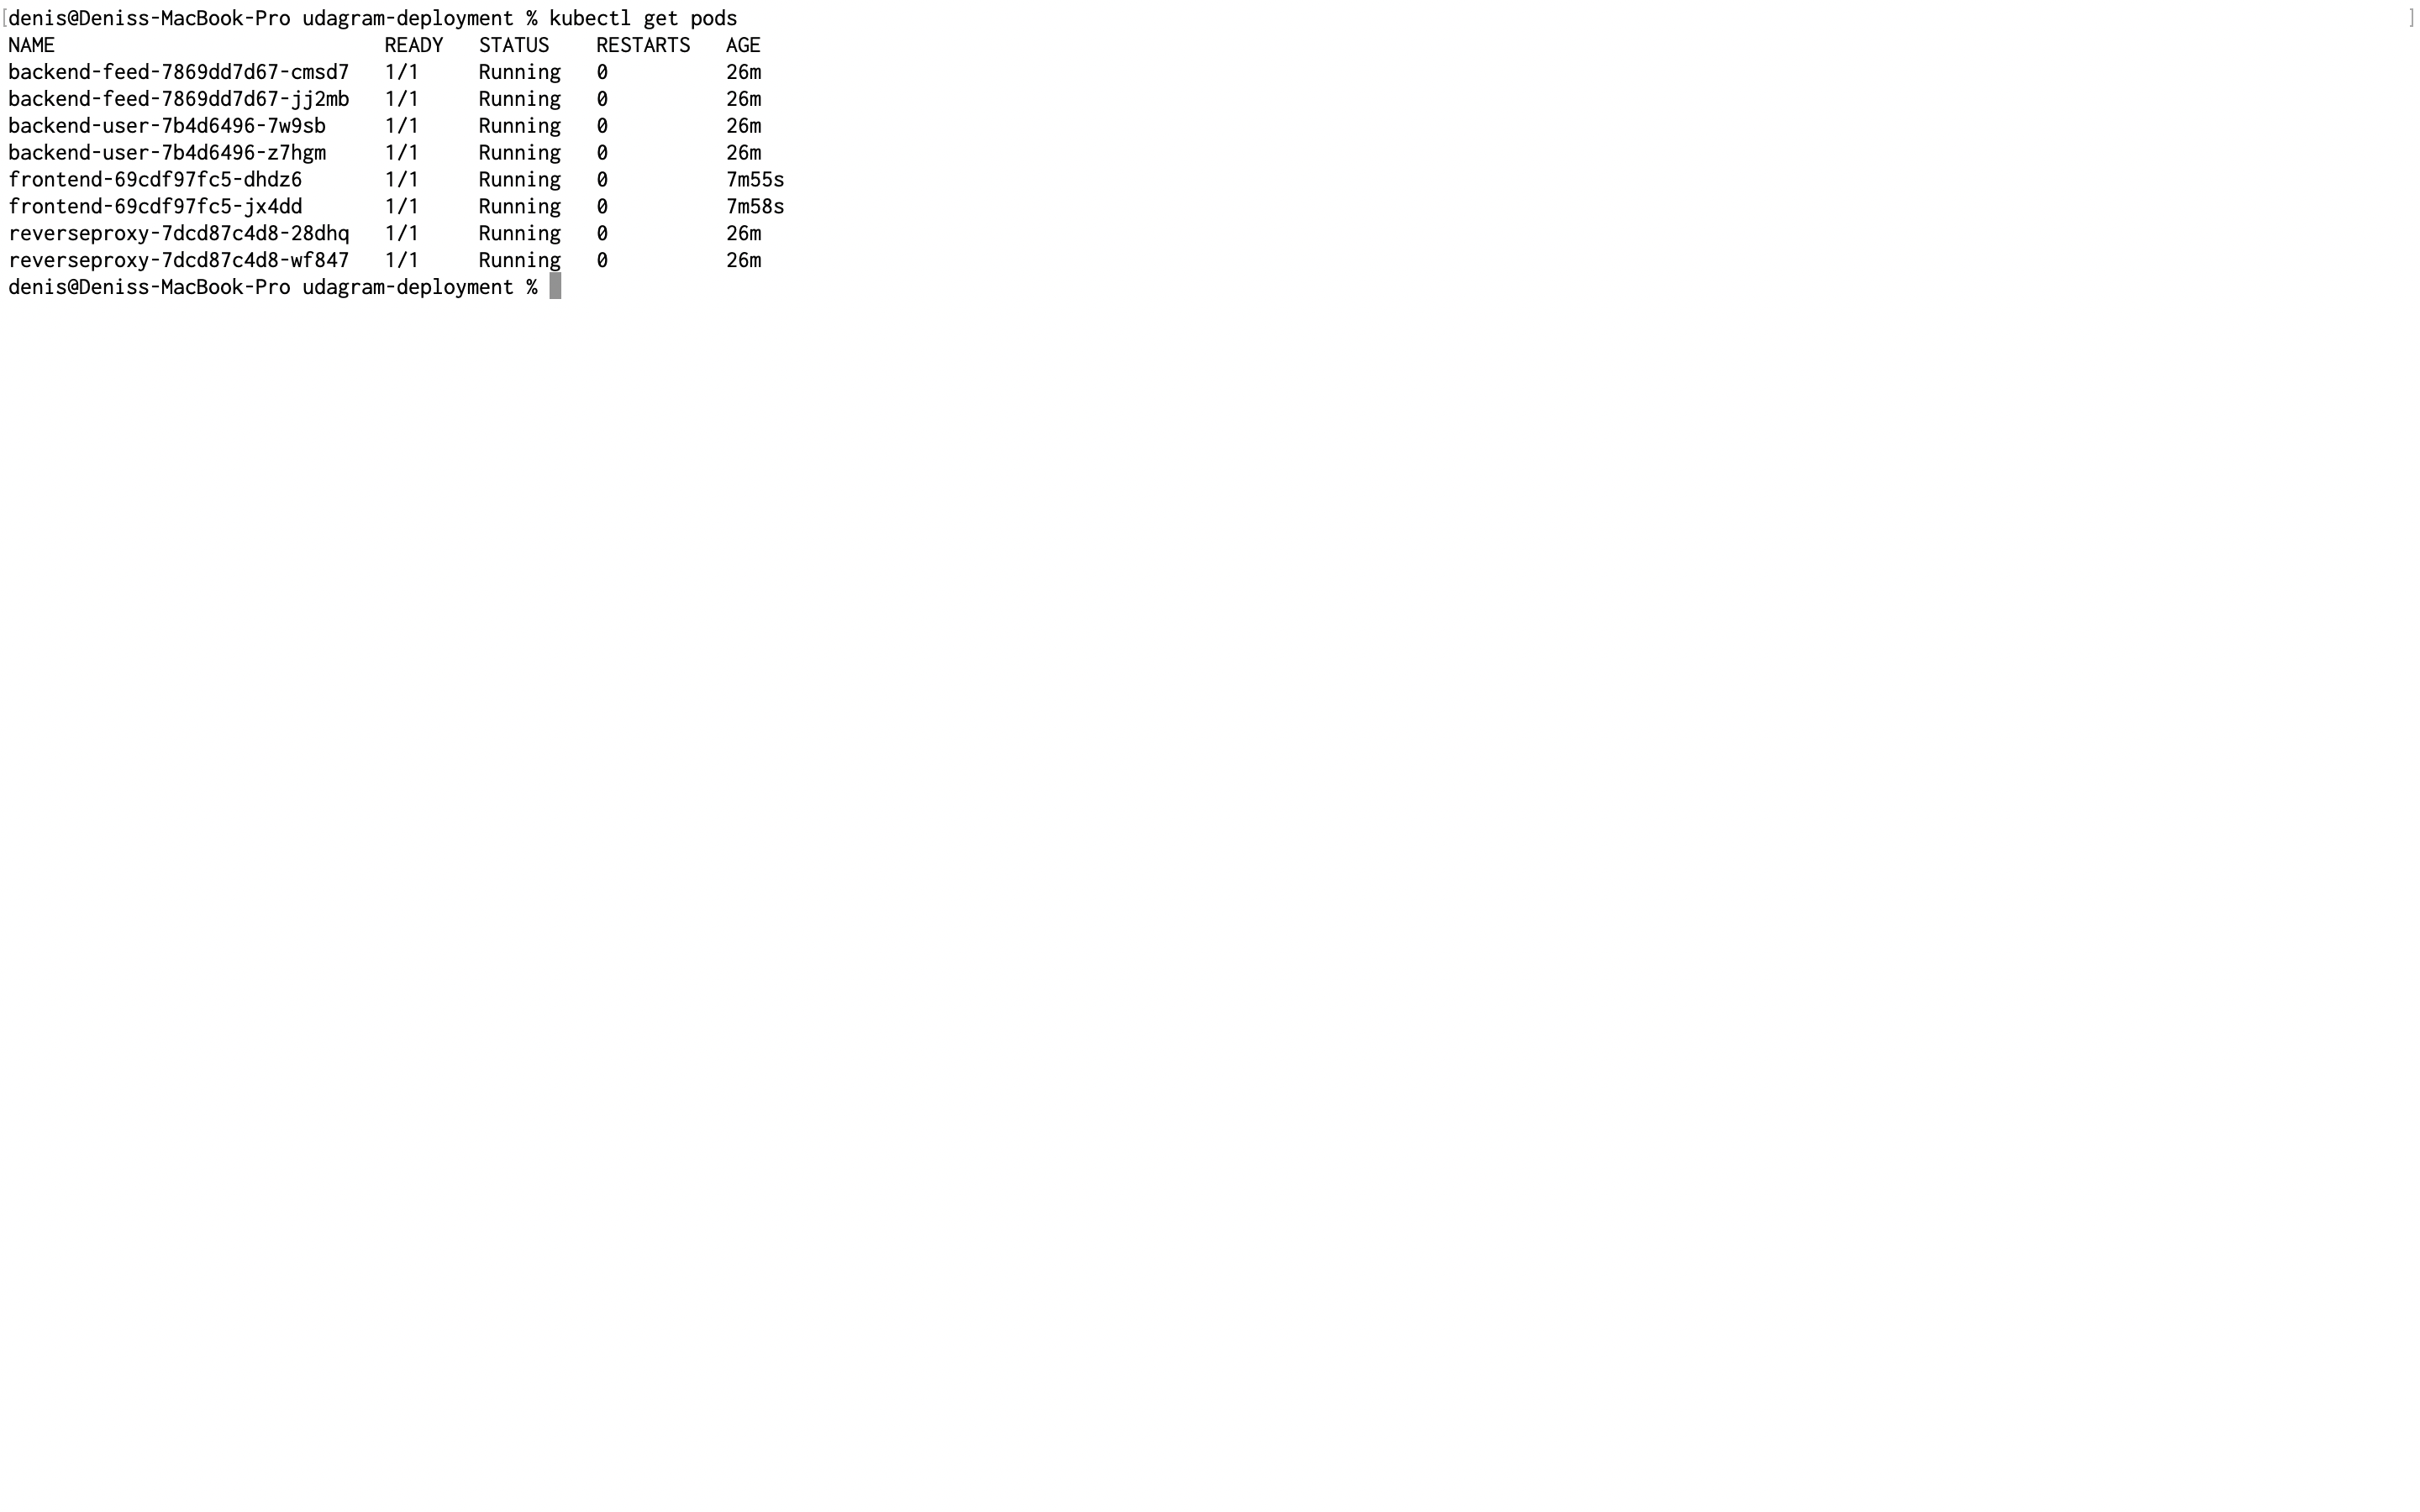 [denis@Deniss-MacBook-Pro udagram-deployment % kubectl get pods ]
NAME READY STATUS RESTARTS AGE
backend-feed-7869dd7d67-cmsd7 1/1 Running 0 26m
backend-feed-7869dd7d67-jj2mb 1/1 Running 0 26m
backend-user-7b4d6496-7w9sb 1/1 Running 0 26m
backend-user-7b4d6496-z7hgm 1/1 Running 0 26m
frontend-69cdf97fc5-dhdz6 1/1 Running 0 7m55s
frontend-69cdf97fc5-jx4dd 1/1 Running 0 7m58s
reverseproxy-7dcd87c4d8-28dhq 1/1 Running 0 26m
reverseproxy-7dcd87c4d8-wf847 1/1 Running 0 26m
denis@Deniss-MacBook-Pro udagram-deployment %